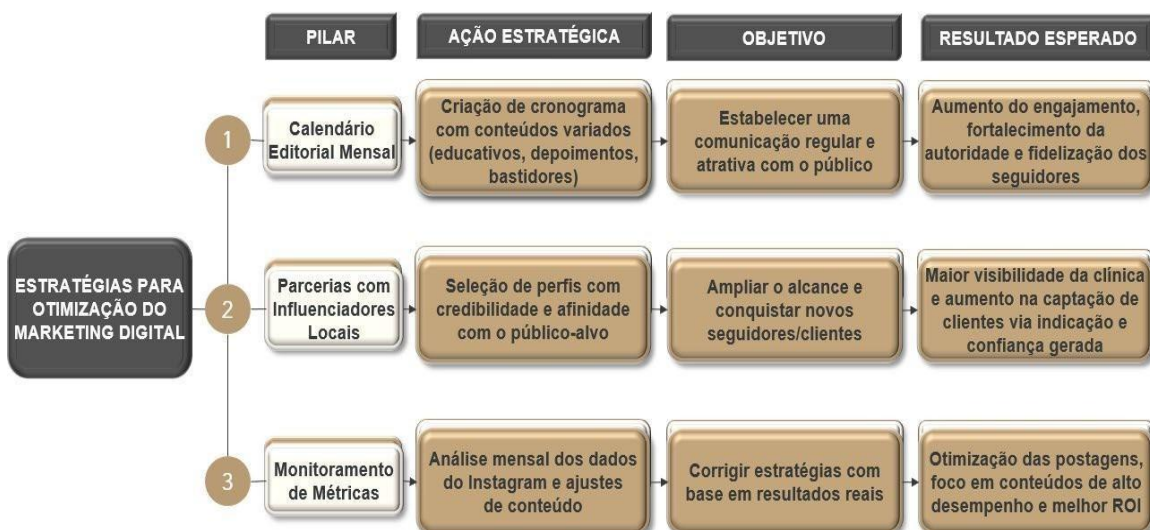 PILAR
AÇÃO ESTRATÉGICA
OBJETIVO
RESULTADO ESPERADO
ESTRATÉGIAS PARA
OTIMIZAÇÃO DO
MARKETING DIGITAL
1
Calendário
Editorial Mensal
Criação de cronograma
com conteúdos variados
(educativos, depoimentos,
bastidores)
Estabelecer uma
comunicação regular e
atrativa com o público
Aumento do engajamento,
fortalecimento da
autoridade e fidelização dos
seguidores
2
Parcerias com
Influenciadores
Locais
Seleção de perfis com
credibilidade e afinidade
com o público-alvo
Ampliar o alcance e
conquistar novos
seguidores/clientes
Maior visibilidade da clínica
e aumento na captação de
clientes via indicação e
confiança gerada
3
Monitoramento
de Métricas
Análise mensal dos dados
do Instagram e ajustes
de conteúdo
Corrigir estratégias com
base em resultados reais
Otimização das postagens,
foco em conteúdos de alto
desempenho e melhor ROI